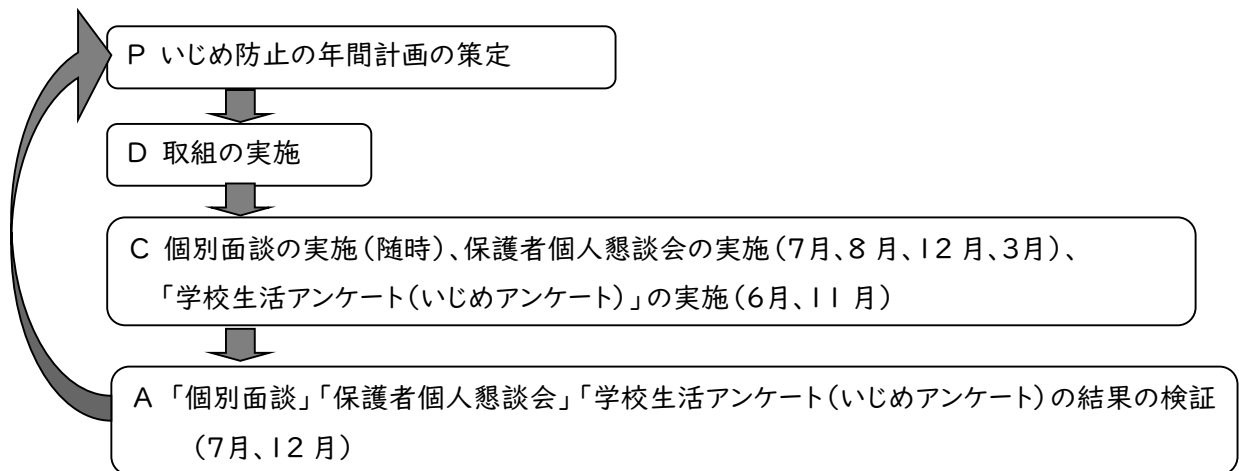 P いじめ防止の年間計画の策定
D 取組の実施
C 個別面談の実施(随時)、保護者個人懇談会の実施(7月、8月、12月、3月)、
「学校生活アンケート(いじめアンケート)」の実施(6月、11月)
A 「個別面談」「保護者個人懇談会」「学校生活アンケート(いじめアンケート)の結果の検証
(7月、12月)